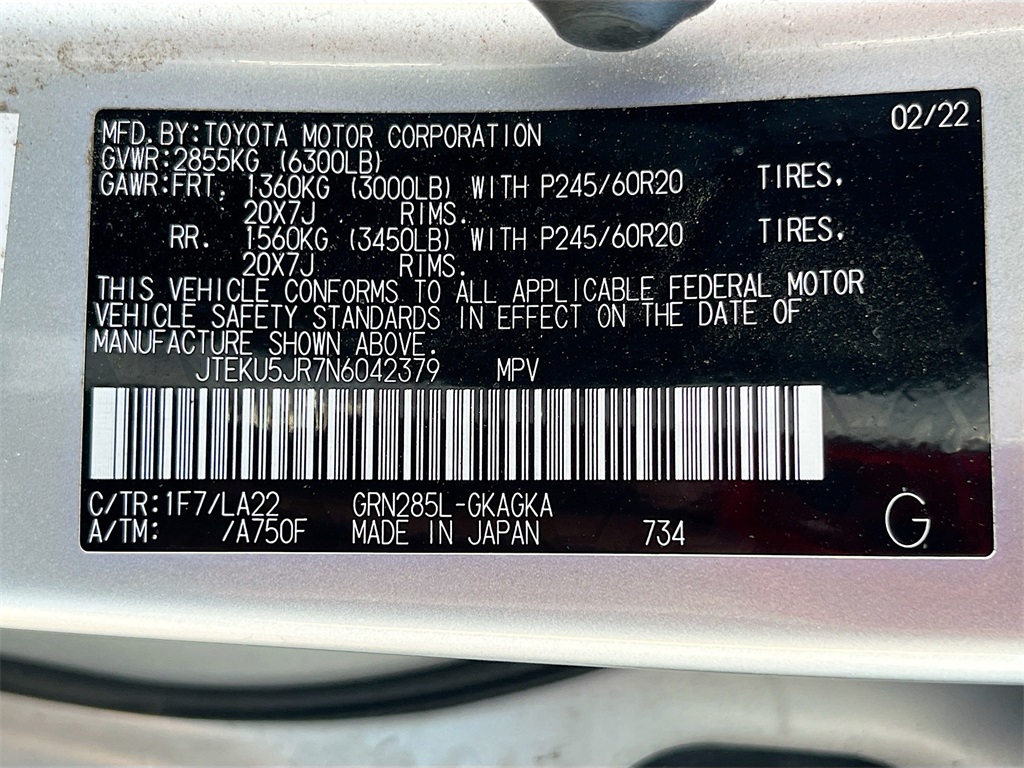 02/22
MFD.BY:TOYOTA MOTOR CORPORATION
GVWR:2855KG (6300LB)
GAWR:FRT. 1360KG (3000LB) WITH P245/60R20 TIRES.
20X7J RIMS.
RR. 1560KG (3450LB) WITH P245/60R20 TIRES.
20X7J RIMS.
THIS VEHICLE CONFORMS TO ALL APPLICABLE FEDERAL MOTOR
VEHICLE SAFETY STANDARDS IN EFFECT ON THE DATE OF
MANUFACTURE SHOWN ABOVE.
JTEKU5JR7N6042379 MPV
C/TR:1F7/LA22 GRN285L-GKAGKA
A/TM: /A750F MADE IN JAPAN 734
G